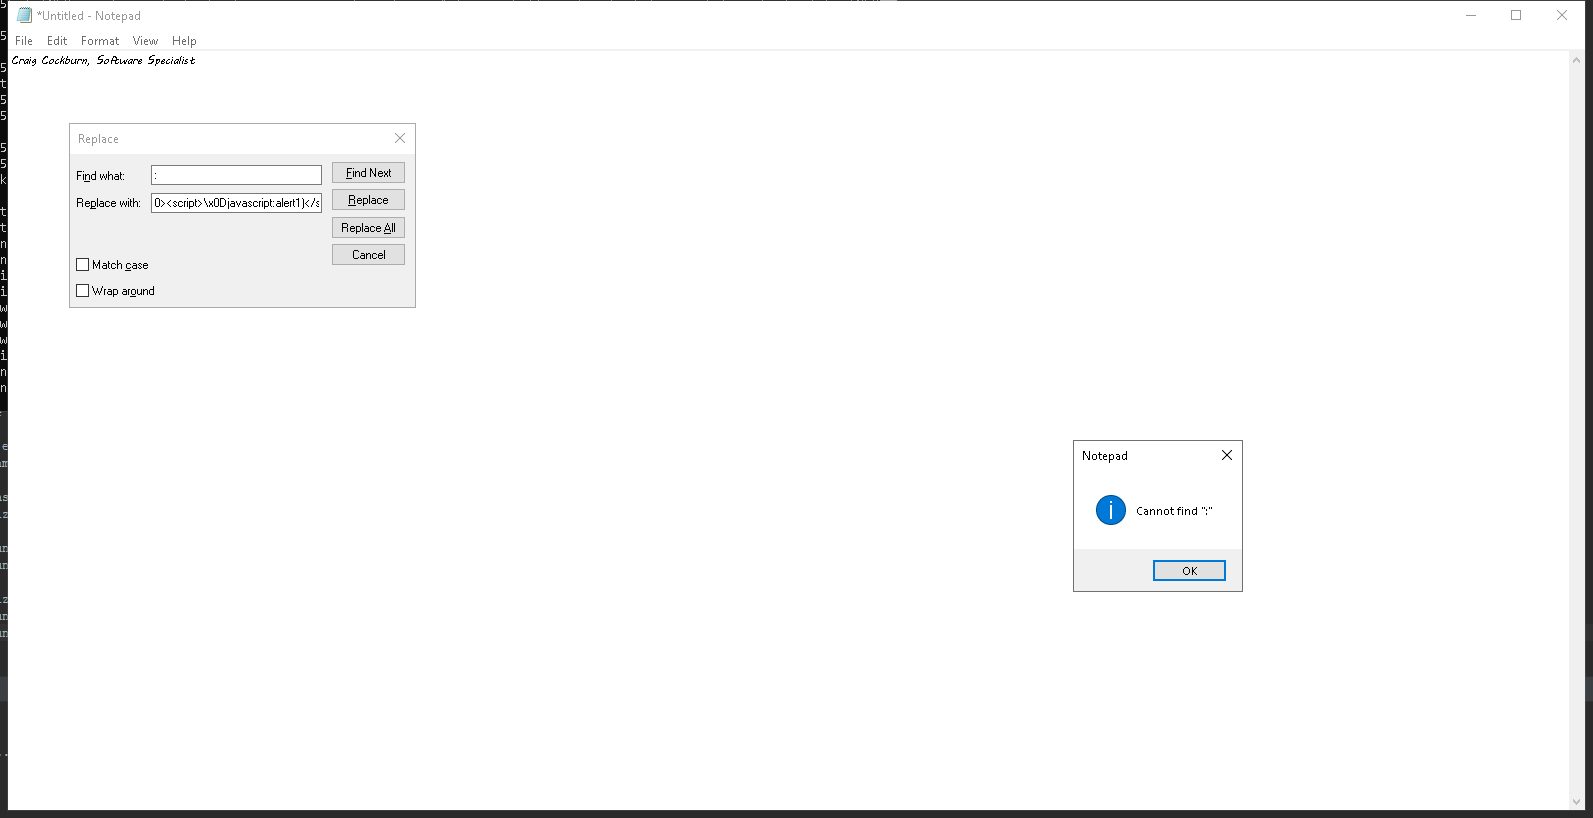 *Untitled - Notepad
File Edit Format View Help
Craig Cockburn, Software Specialist
Replace
Find what: :
Find Next
Replace with: 0><script>\x0Djavascript:alert1)</s
Replace
Replace All
Cancel
Match case
Wrap around
Notepad
Cannot find ":"
OK